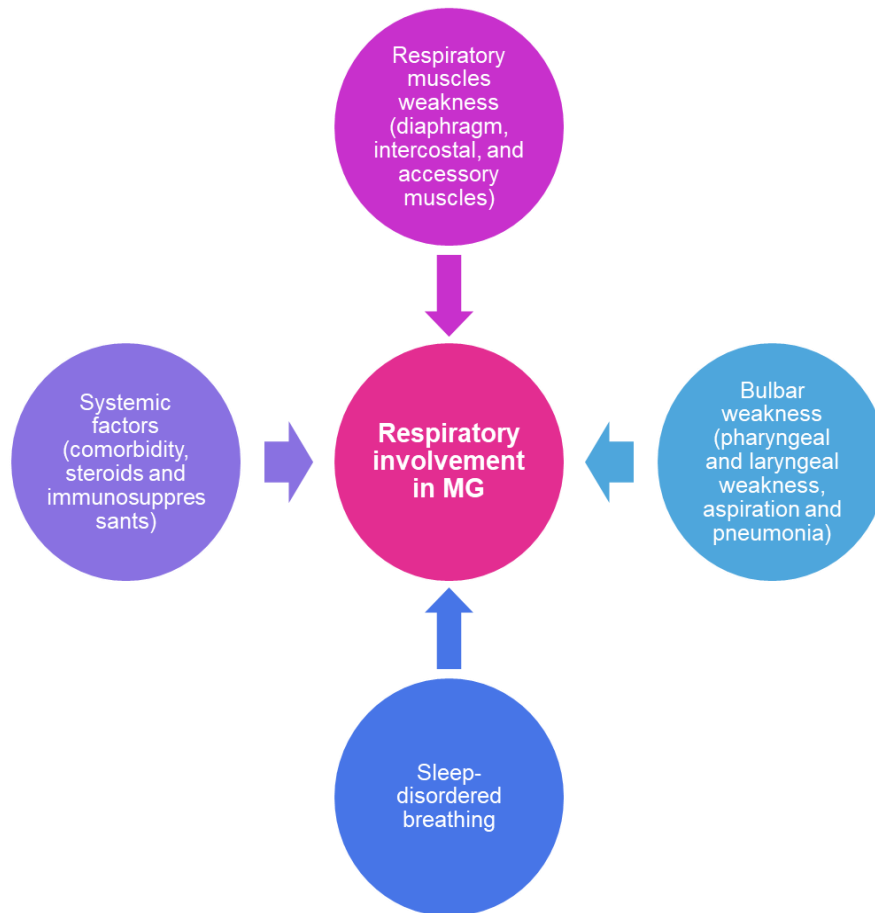 Respiratory
muscles
weakness
(diaphragm,
intercostal, and
accessory
muscles)
Systemic
factors
(comorbidity,
steroids and
immunosuppres
sants)
Respiratory
involvement
in MG
Bulbar
weakness
(pharyngeal
and laryngeal
weakness,
aspiration and
pneumonia)
Sleep-
disordered
breathing